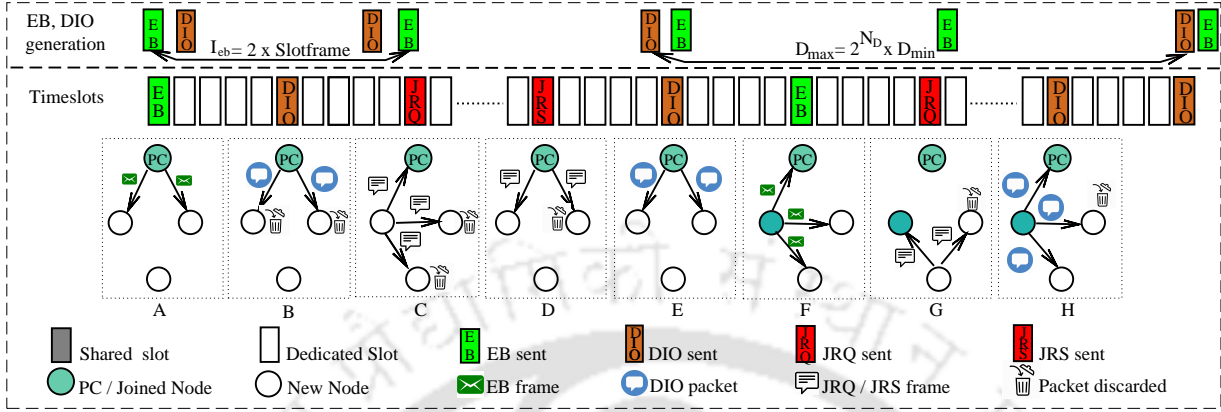 EB, DIO generation
EB DIO DIO EB DIO EB DIO EB
I_eb = 2 x Slotframe
D_max = 2^N_D x D_min
Timeslots
EB DIO JRQ JRS DIO EB JRQ DIO DIO
PC PC PC PC PC PC PC PC
A B C D E F G H
Shared slot Dedicated Slot EB EB sent DIO DIO sent JRQ JRQ sent JRS JRS sent
PC / Joined Node New Node EB frame DIO packet JRQ / JRS frame Packet discarded